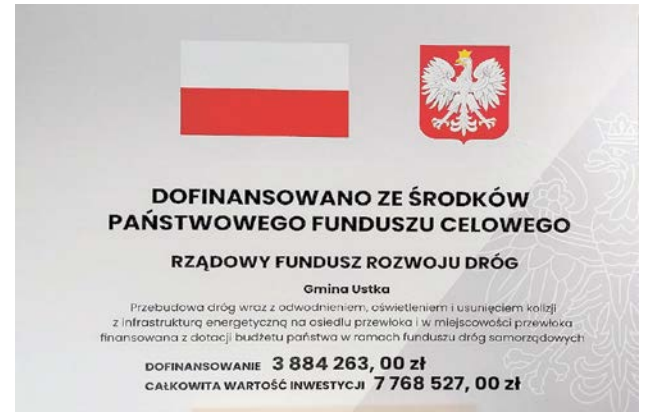 DOFINANSOWANO ZE ŚRODKÓW
PAŃSTWOWEGO FUNDUSZU CELOWEGO
RZĄDOWY FUNDUSZ ROZWOJU DRÓG
Gmina Ustka
Przebudowa dróg wraz z odwodnieniem, oświetleniem i usunięciem kolizji
z infrastrukturą energetyczną na osiedlu przewłoka i w miejscowości przewłoka
finansowana z dotacji budżetu państwa w ramach funduszu dróg samorządowych
DOFINANSOWANIE 3 884 263, 00 zł
CAŁKOWITA WARTOŚĆ INWESTYCJI 7 768 527, 00 zł